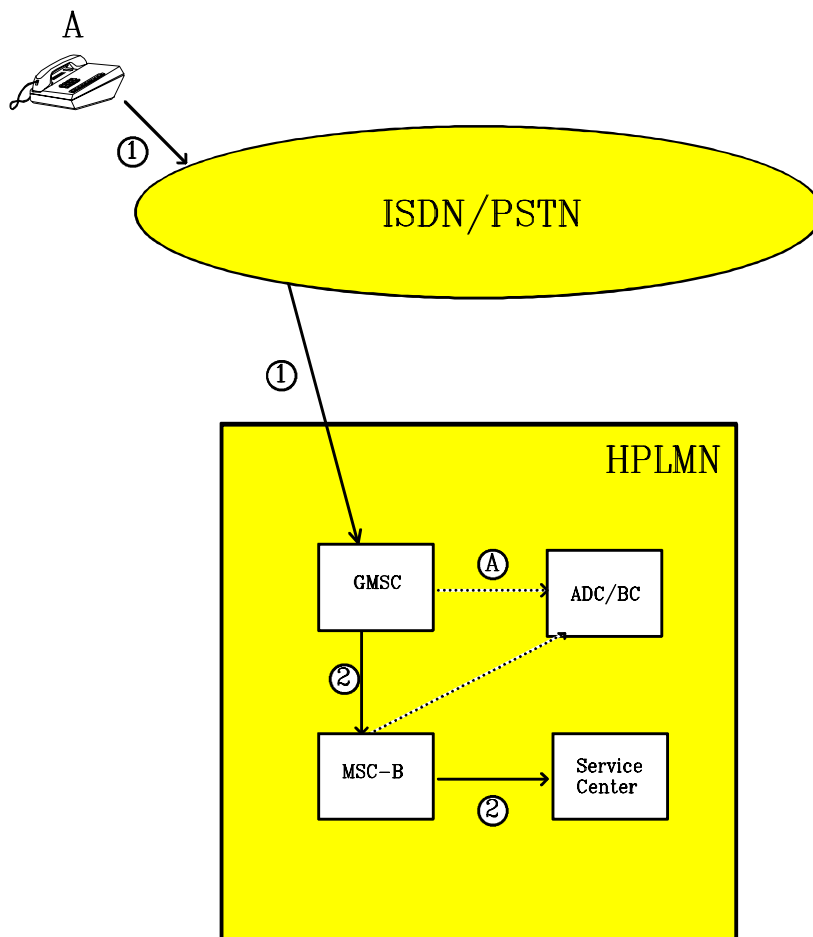 A
①
ISDN/PSTN
①
HPLMN
GMSC
Ⓐ
ADC/BC
②
MSC-B
Service
Center
②